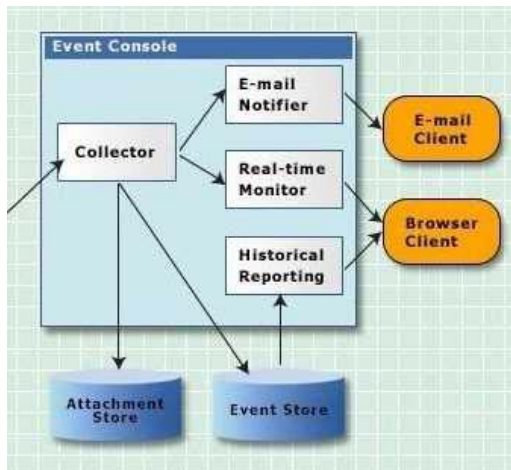 Event Console
E-mail
Notifier
E-mail
Client
Collector
Real-time
Monitor
Browser
Client
Historical
Reporting
Attachment
Store
Event Store